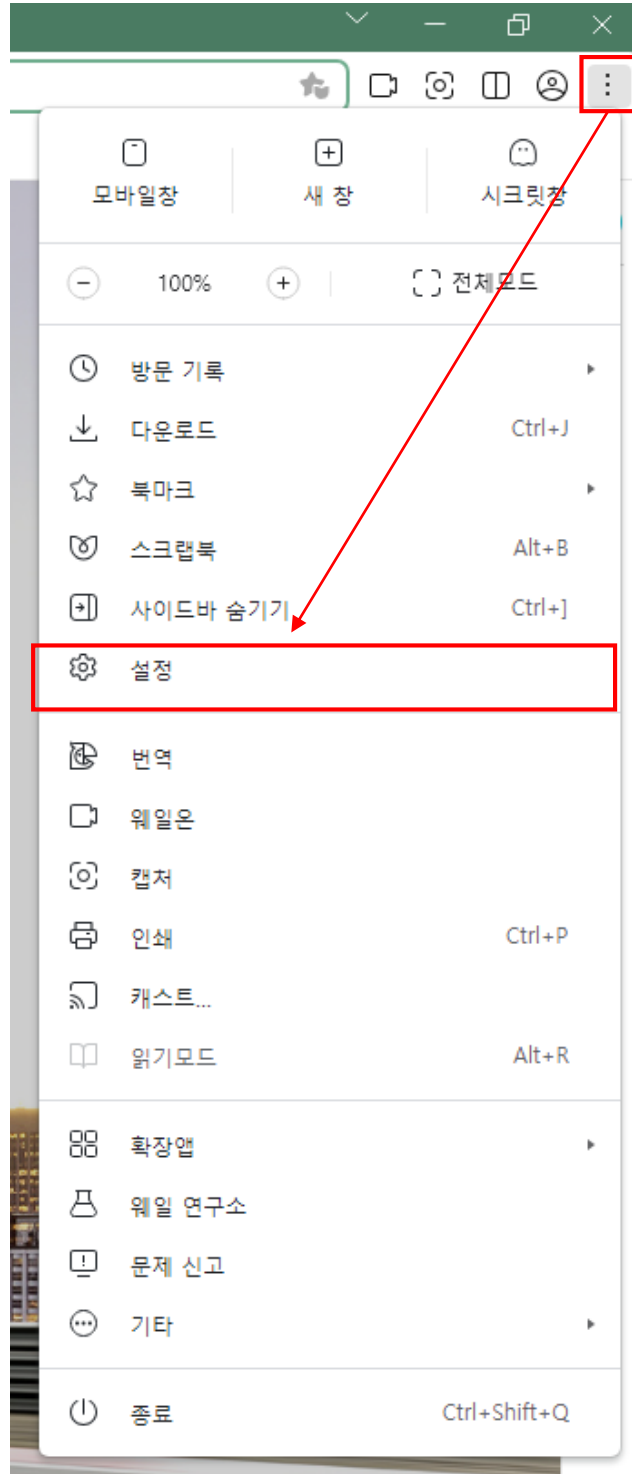 모바일창 새 창 시크릿창
100% 전체모드
방문 기록
다운로드 Ctrl+J
북마크
스크랩북 Alt+B
사이드바 숨기기 Ctrl+]
설정
번역
웨일온
캡처
인쇄 Ctrl+P
캐스트...
읽기모드 Alt+R
확장앱
웨일 연구소
문제 신고
기타
종료 Ctrl+Shift+Q